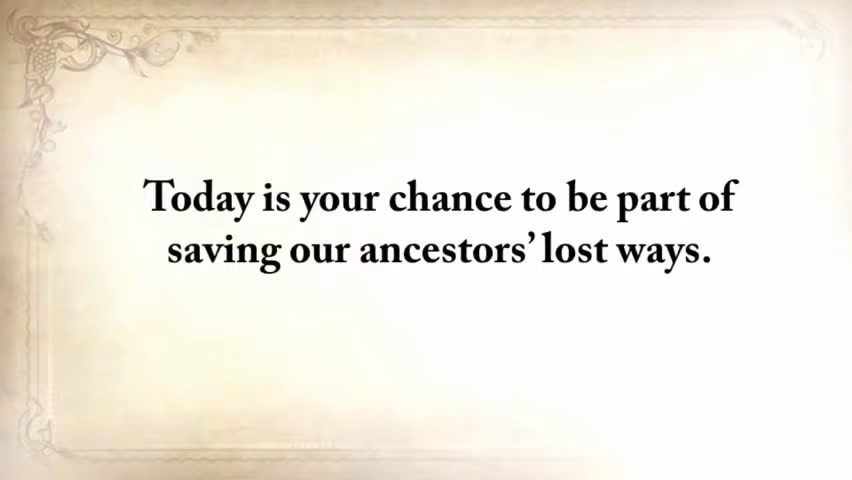 Today is your chance to be part of
saving our ancestors’ lost ways.